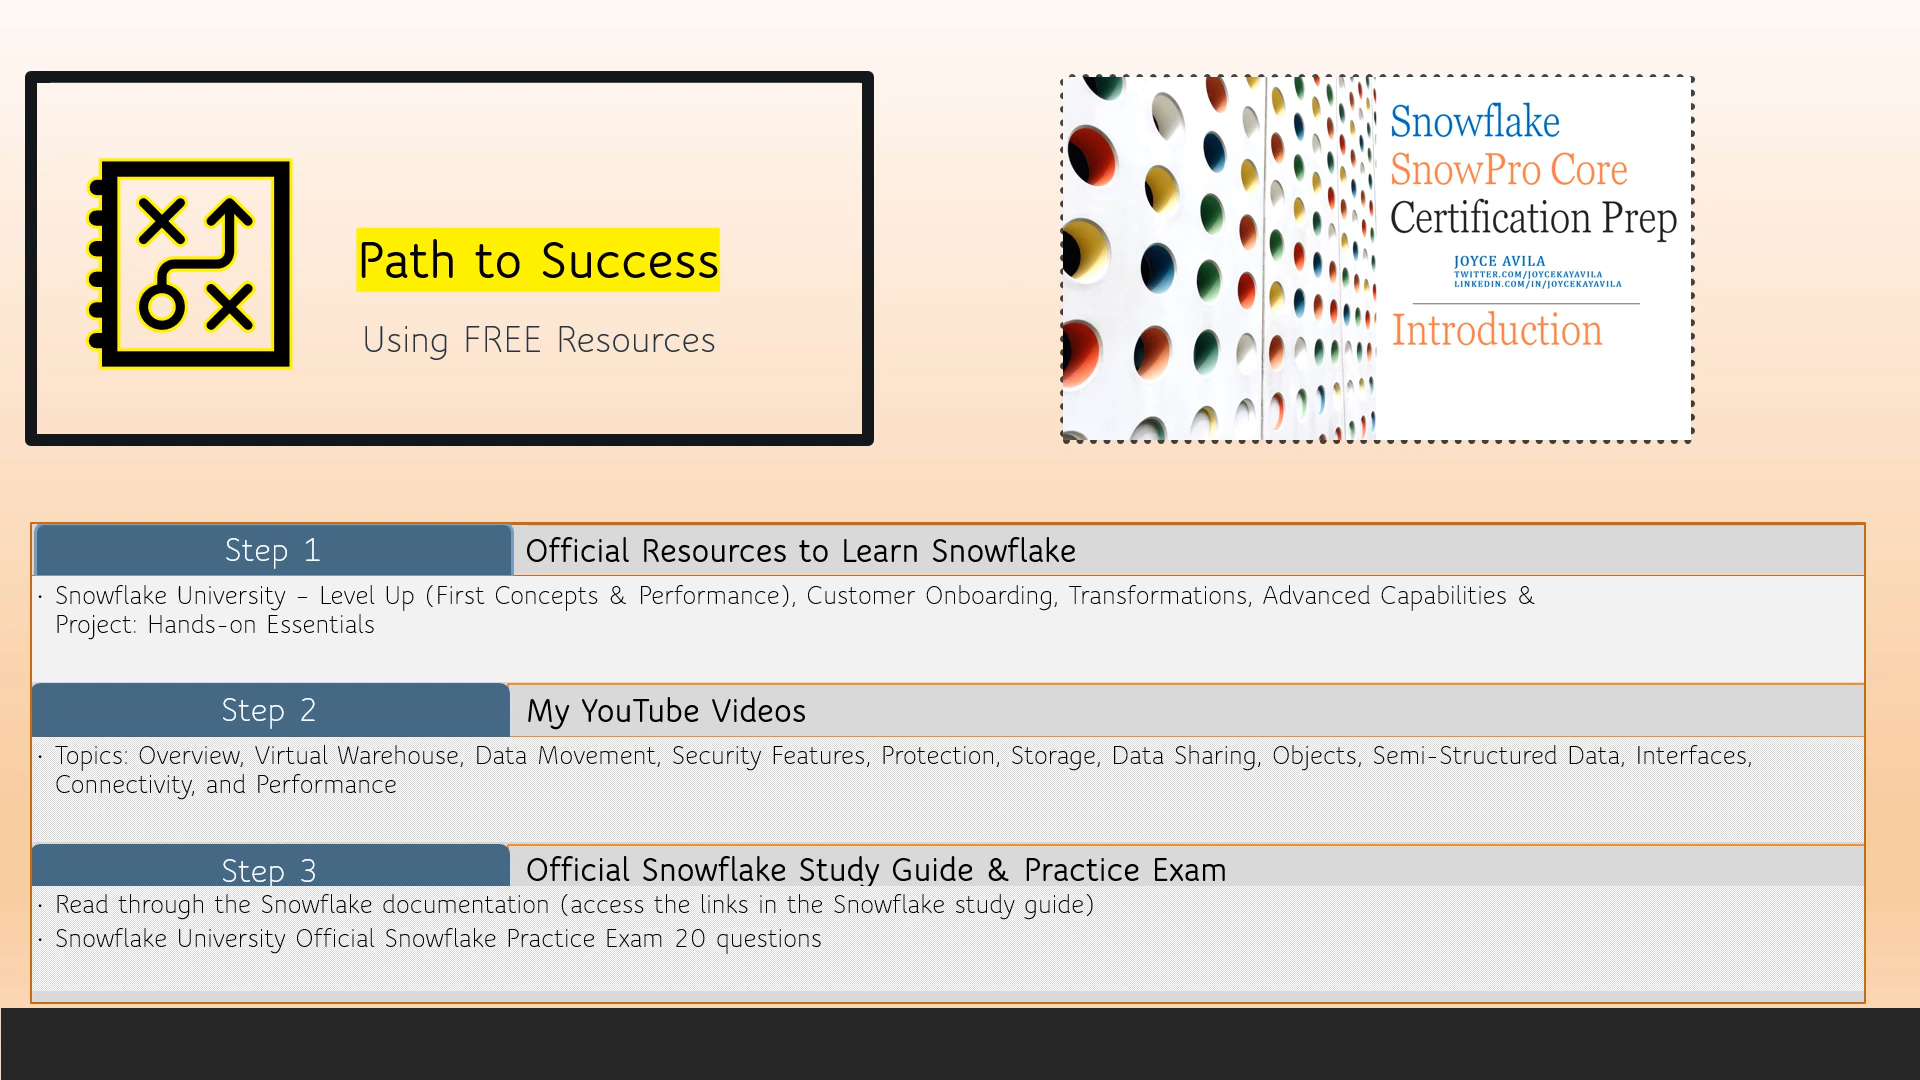 Path to Success
Using FREE Resources
Snowflake
SnowPro Core
Certification Prep
JOYCE AVILA
TWITTER.COM/JOYCEKAYAVILA
LINKEDIN.COM/IN/JOYCEKAYAVILA
Introduction
Step 1
Official Resources to Learn Snowflake
· Snowflake University – Level Up (First Concepts & Performance), Customer Onboarding, Transformations, Advanced Capabilities &
Project: Hands-on Essentials
Step 2
My YouTube Videos
· Topics: Overview, Virtual Warehouse, Data Movement, Security Features, Protection, Storage, Data Sharing, Objects, Semi-Structured Data, Interfaces,
Connectivity, and Performance
Step 3
Official Snowflake Study Guide & Practice Exam
· Read through the Snowflake documentation (access the links in the Snowflake study guide)
· Snowflake University Official Snowflake Practice Exam 20 questions